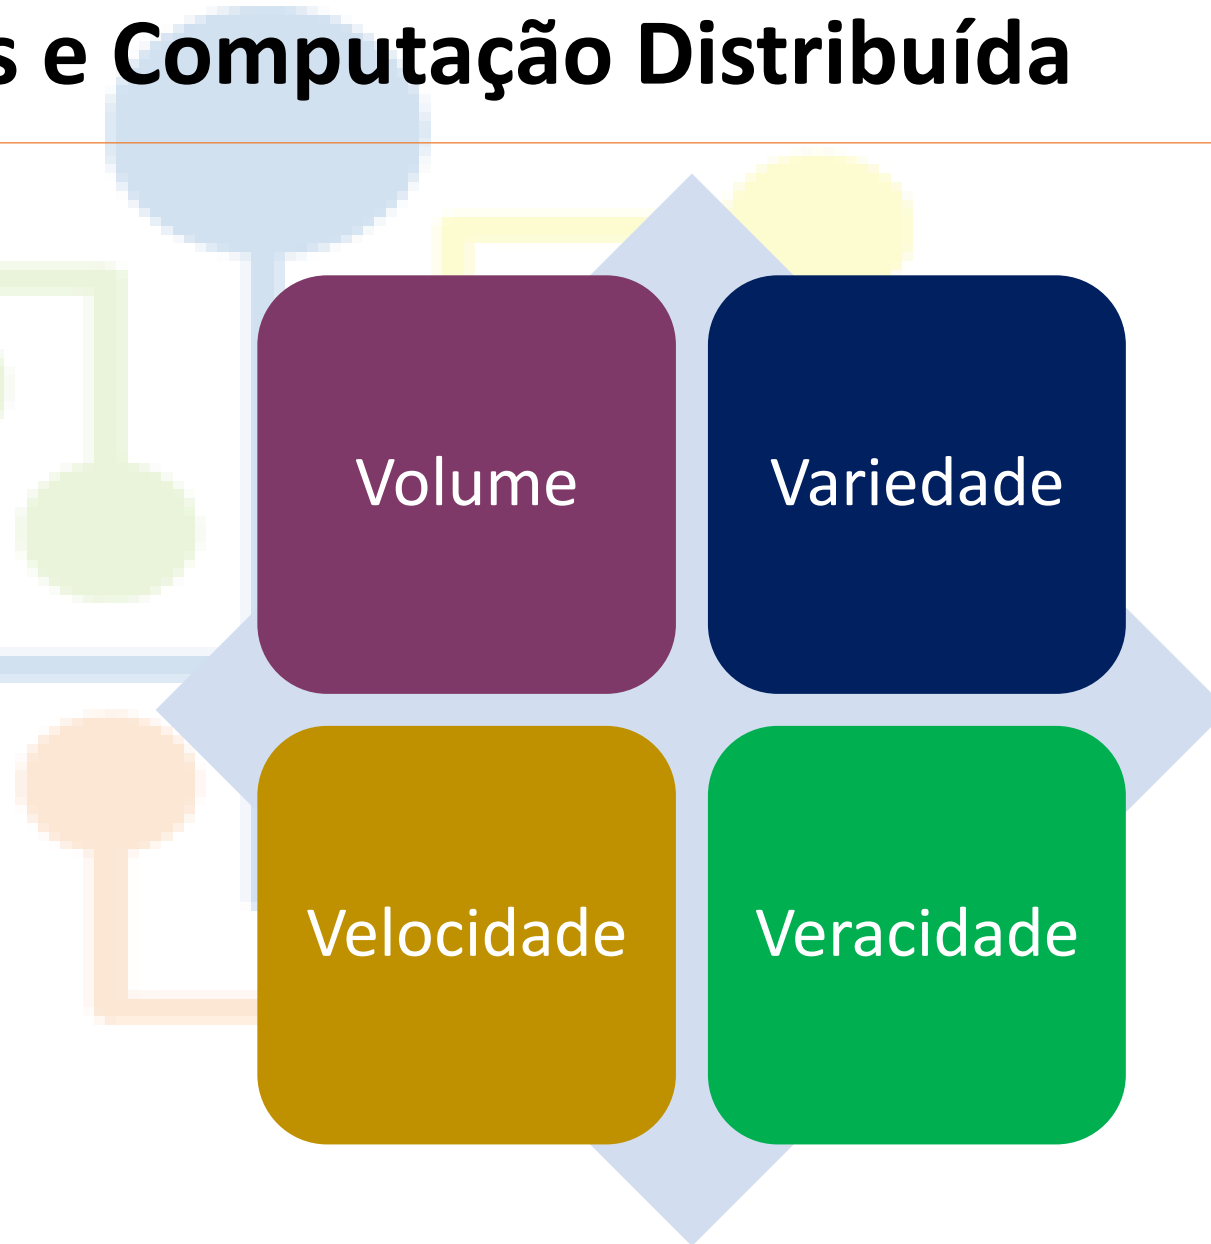 s e Computação Distribuída
Volume
Variedade
Velocidade
Veracidade